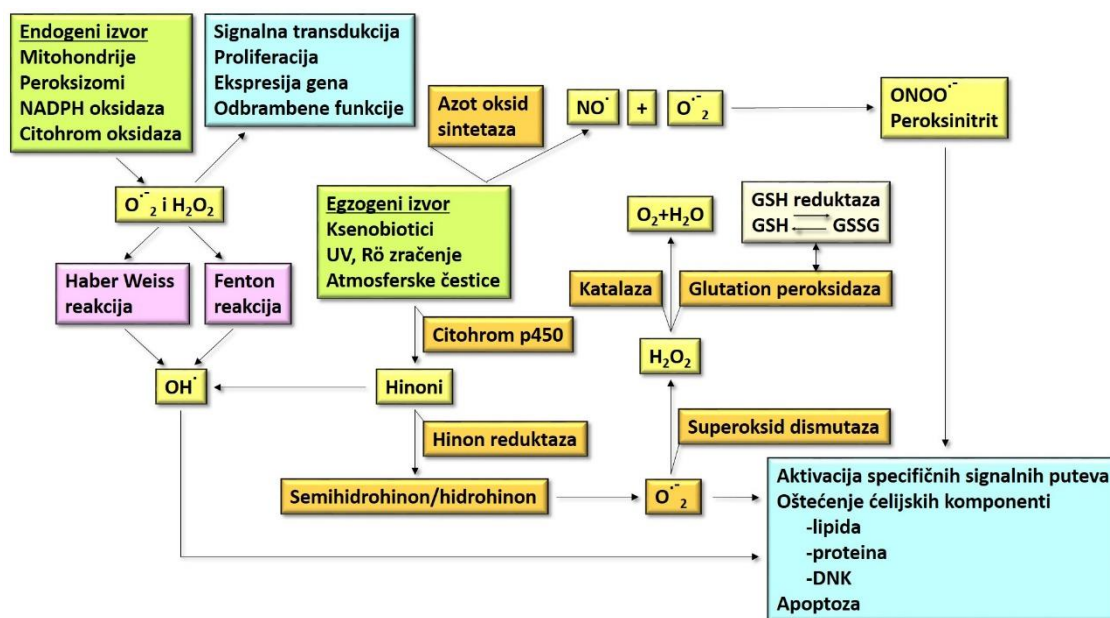 Endogeni izvor
Mitohondrije
Peroksizomi
NADPH oksidaza
Citohrom oksidaza
Signalna transdukcija
Proliferacija
Ekspresija gena
Odbrambene funkcije
Azot oksid
sintetaza
NO˙
+
O˙⁻₂
ONOO˙⁻
Peroksinitrit
O˙⁻₂ i H₂O₂
Egzogeni izvor
Ksenobiotici
UV, Rö zračenje
Atmosferske čestice
O₂+H₂O
GSH reduktaza
GSH GSSG
Haber Weiss
reakcija
Fenton
reakcija
Katalaza
Glutation peroksidaza
Citohrom p450
H₂O₂
OH˙
Hinoni
Hinon reduktaza
Superoksid dismutaza
Semihidrohinon/hidrohinon
O˙⁻₂
Aktivacija specifičnih signalnih puteva
Oštećenje ćelijskih komponenti
-lipida
-proteina
-DNK
Apoptoza